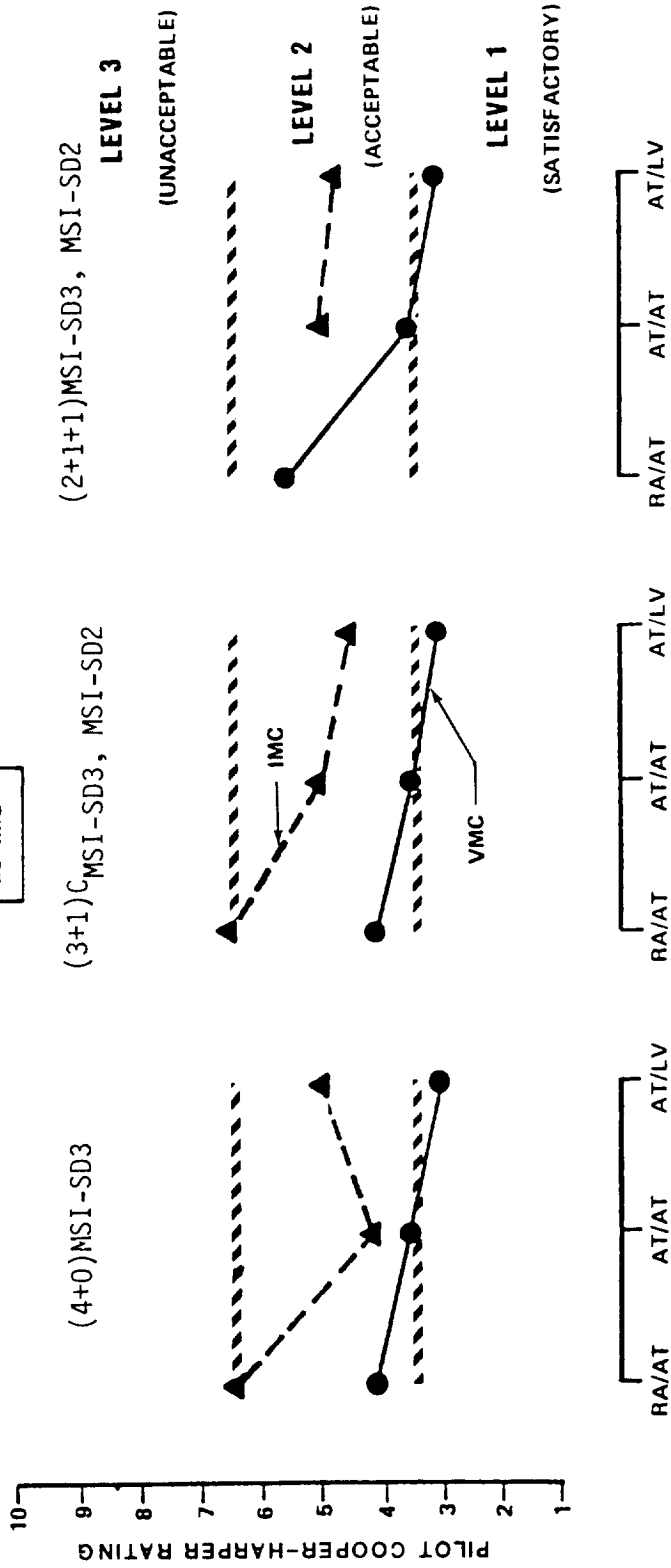 (4+0)MSI-SD3
(3+1)C MSI-SD3, MSI-SD2
(2+1+1)MSI-SD3, MSI-SD2
LEVEL 3
(UNACCEPTABLE)
LEVEL 2
(ACCEPTABLE)
LEVEL 1
(SATISFACTORY)
PILOT COOPER-HARPER RATING
10
9
8
7
6
5
4
3
2
1
IMC
VMC
RA/AT AT/AT AT/LV
RA/AT AT/AT AT/LV
RA/AT AT/AT AT/LV